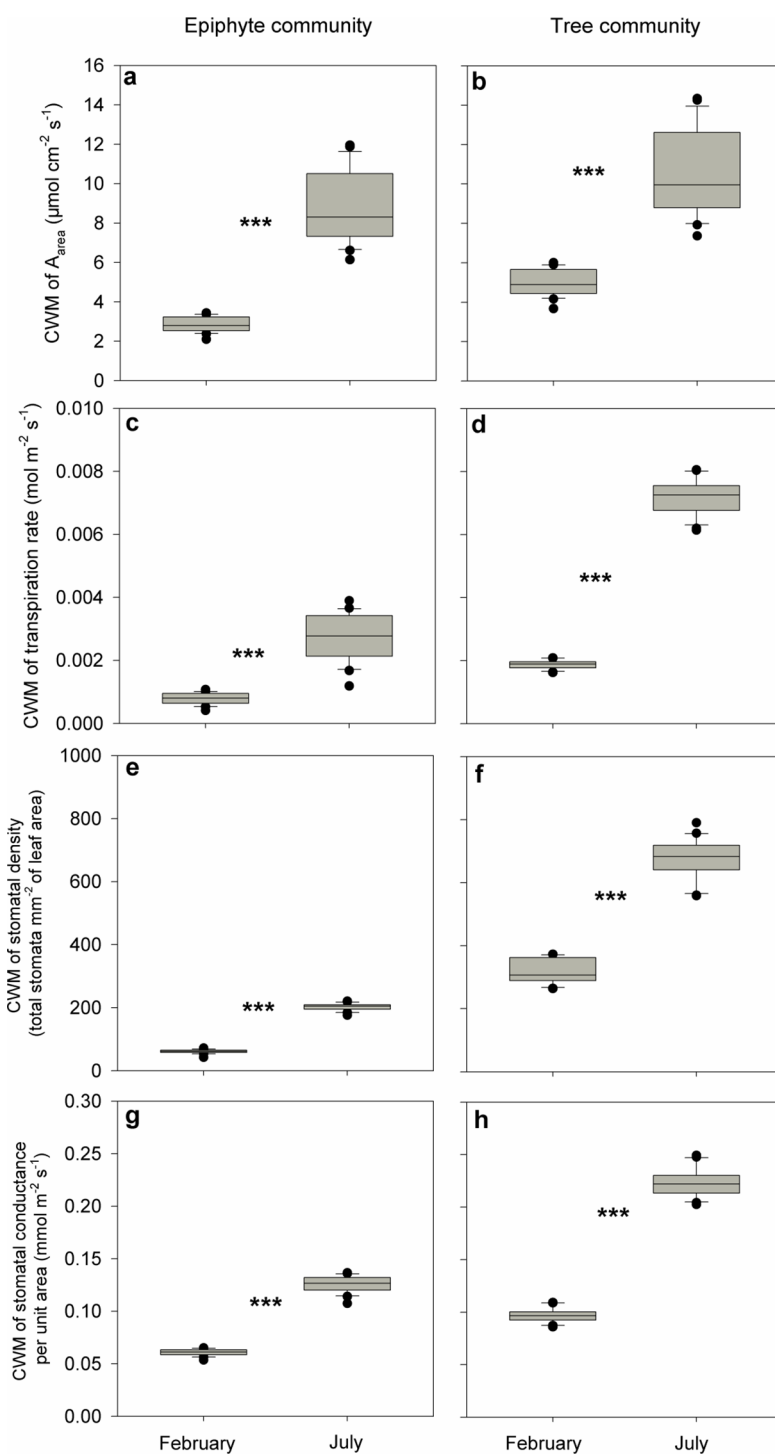 Epiphyte community
Tree community
CWM of Aarea (μmol cm⁻² s⁻¹)
16
14
12
10
8
6
4
2
0
a
***
b
***
CWM of transpiration rate (mol m⁻² s⁻¹)
0.010
0.008
0.006
0.004
0.002
0.000
c
***
d
***
CWM of stomatal density
(total stomata mm⁻² of leaf area)
1000
800
600
400
200
0
e
***
f
***
CWM of stomatal conductance
per unit area (mmol m⁻² s⁻¹)
0.30
0.25
0.20
0.15
0.10
0.05
0.00
g
***
h
***
February
July
February
July